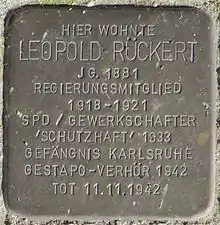 HIER WOHNTE
LEOPOLD RÜCKERT
JG. 1881
REGIERUNGSMITGLIED
1918-1921
SPD / GEWERKSCHAFTER
'SCHUTZHAFT' 1933
GEFÄNGNIS KARLSRUHE
GESTAPO-VERHÖR 1942
TOT 11.11.1942